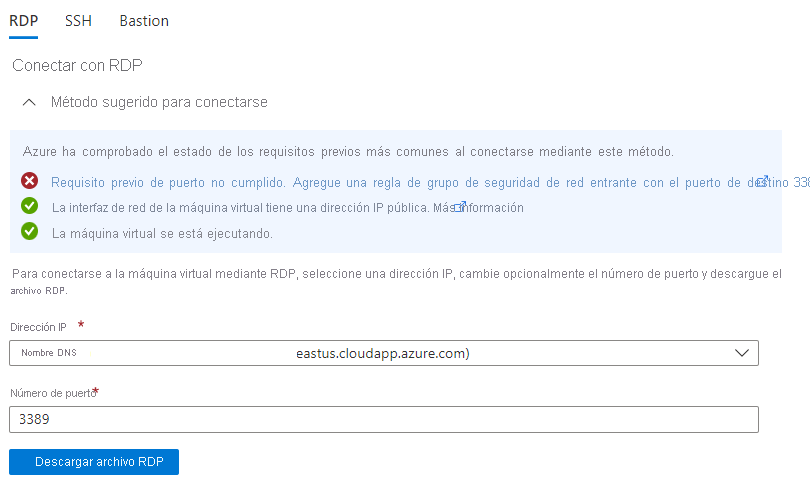 RDP SSH Bastion
Conectar con RDP
Método sugerido para conectarse
Azure ha comprobado el estado de los requisitos previos más comunes al conectarse mediante este método.
Requisito previo de puerto no cumplido. Agregue una regla de grupo de seguridad de red entrante con el puerto de destino 338
La interfaz de red de la máquina virtual tiene una dirección IP pública. Más información
La máquina virtual se está ejecutando.
Para conectarse a la máquina virtual mediante RDP, seleccione una dirección IP, cambie opcionalmente el número de puerto y descargue el
archivo RDP.
Dirección IP *
Nombre DNS eastus.cloudapp.azure.com)
Número de puerto*
3389
Descargar archivo RDP